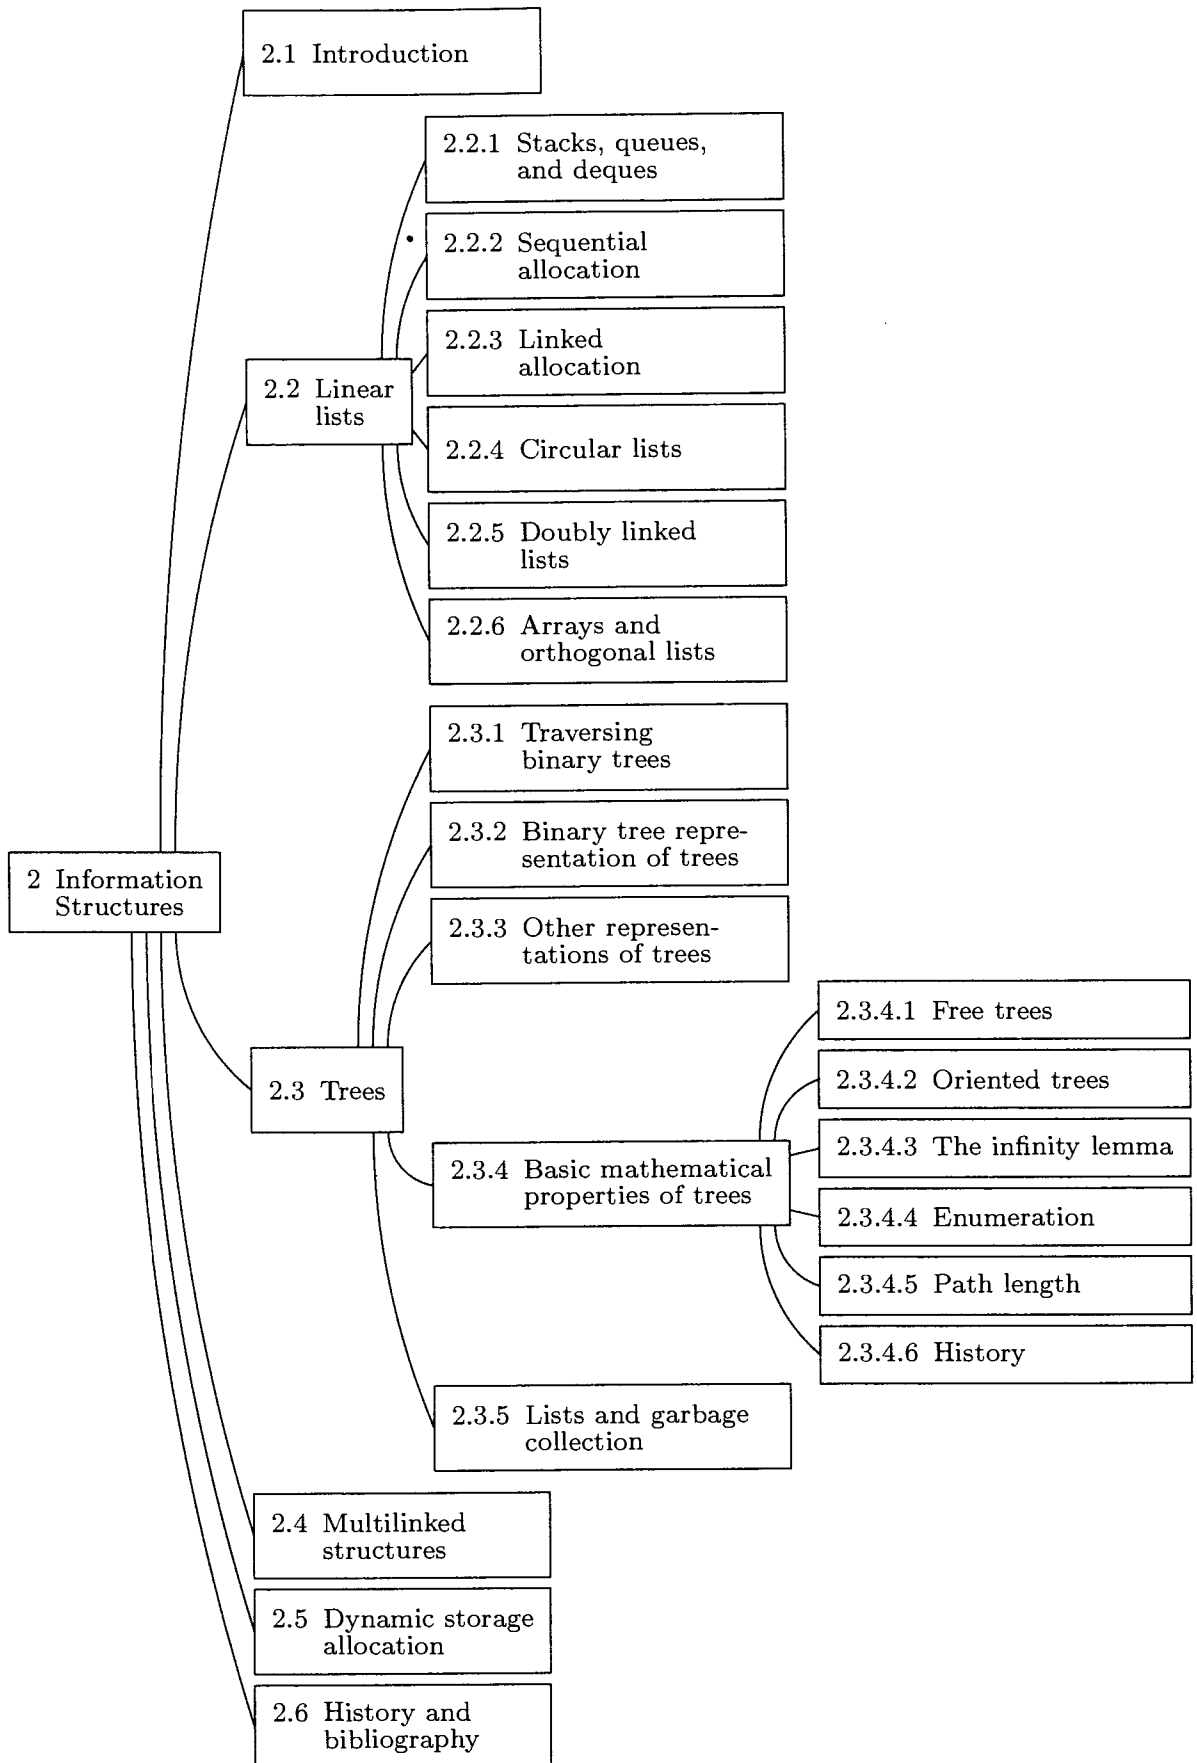 2.1 Introduction
2.2.1 Stacks, queues,
and deques
2.2.2 Sequential
allocation
2.2.3 Linked
allocation
2.2 Linear
lists
2.2.4 Circular lists
2.2.5 Doubly linked
lists
2.2.6 Arrays and
orthogonal lists
2.3.1 Traversing
binary trees
2.3.2 Binary tree repre-
sentation of trees
2 Information
Structures
2.3.3 Other represen-
tations of trees
2.3.4.1 Free trees
2.3 Trees
2.3.4.2 Oriented trees
2.3.4.3 The infinity lemma
2.3.4 Basic mathematical
properties of trees
2.3.4.4 Enumeration
2.3.4.5 Path length
2.3.4.6 History
2.3.5 Lists and garbage
collection
2.4 Multilinked
structures
2.5 Dynamic storage
allocation
2.6 History and
bibliography